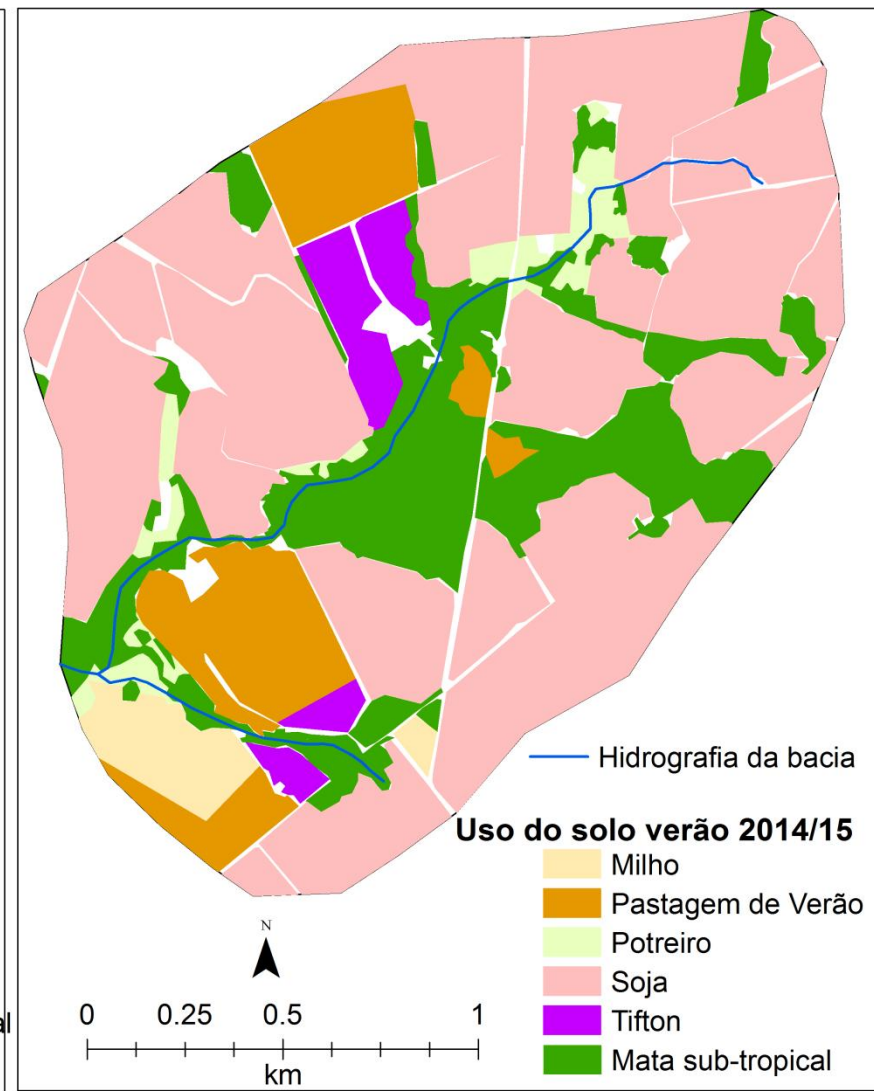 Hidrografia da bacia
Uso do solo verão 2014/15
Milho
Pastagem de Verão
Potreiro
Soja
Tifton
Mata sub-tropical
N
0 0.25 0.5 1
km
al